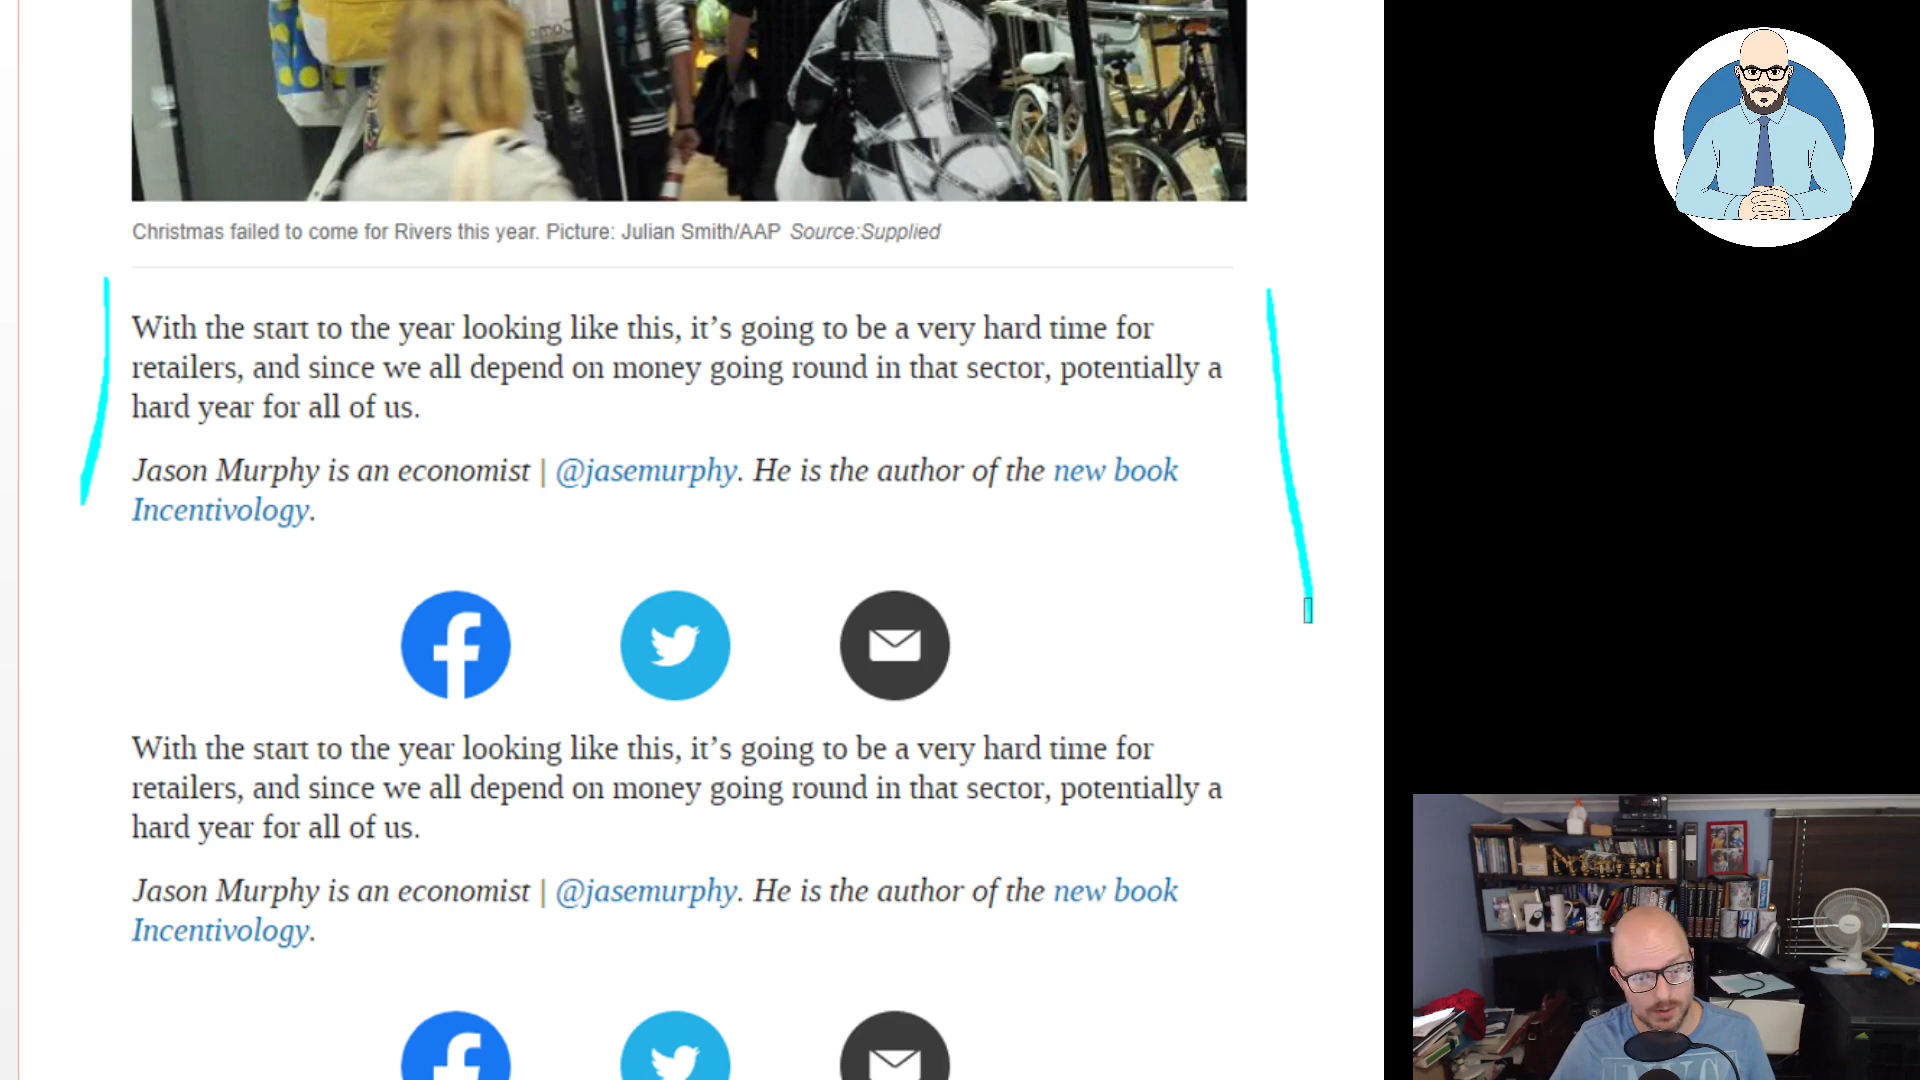 Christmas failed to come for Rivers this year. Picture: Julian Smith/AAP Source:Supplied
With the start to the year looking like this, it’s going to be a very hard time for
retailers, and since we all depend on money going round in that sector, potentially a
hard year for all of us.
Jason Murphy is an economist | @jasemurphy. He is the author of the new book
Incentivology.
With the start to the year looking like this, it’s going to be a very hard time for
retailers, and since we all depend on money going round in that sector, potentially a
hard year for all of us.
Jason Murphy is an economist | @jasemurphy. He is the author of the new book
Incentivology.